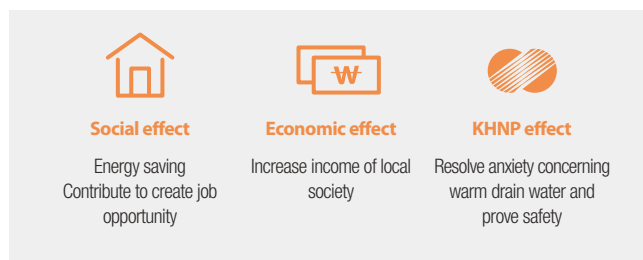 ₩
Social effect
Energy saving
Contribute to create job
opportunity
Economic effect
Increase income of local
society
KHNP effect
Resolve anxiety concerning
warm drain water and
prove safety